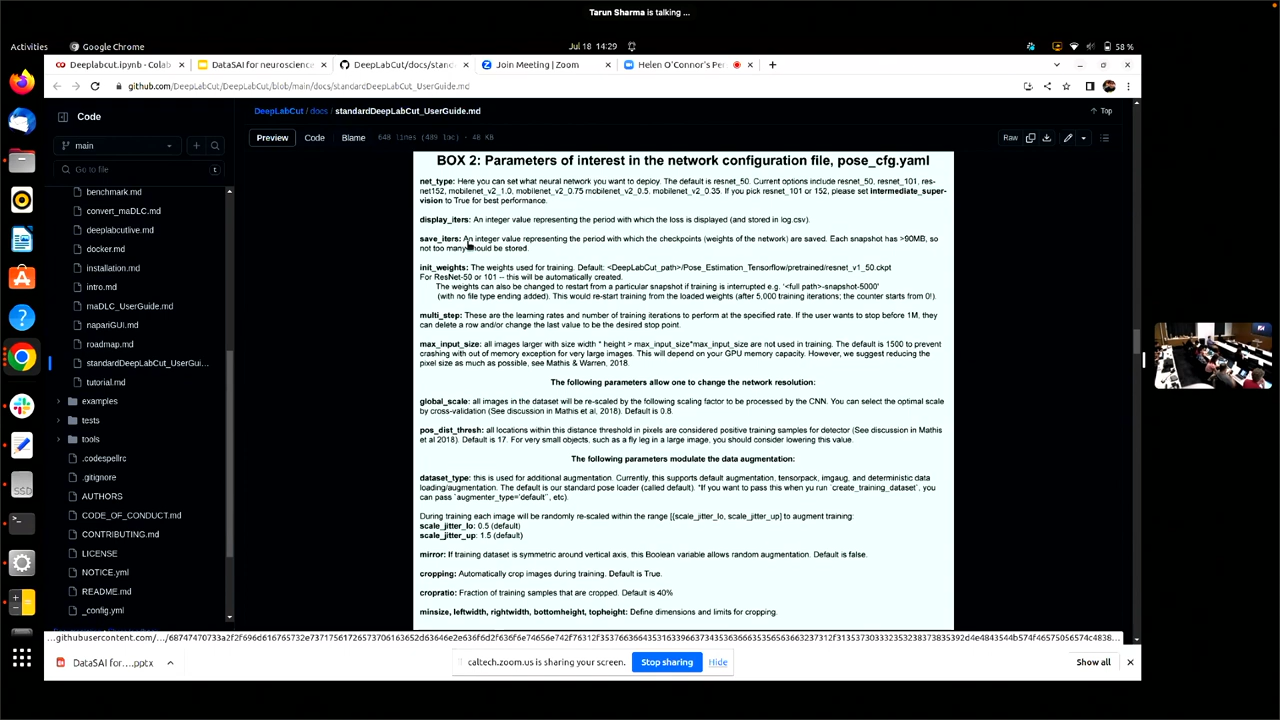 Tarun Sharma is talking ...
Activities
Google Chrome
Jul 18 14:29
58 %
Deeplabcut.ipynb - Colab
DataSAI for neuroscience
DeepLabCut/docs/stand
Join Meeting | Zoom
Helen O'Connor's Per
github.com/DeepLabCut/DeepLabCut/blob/main/docs/standardDeepLabCut_UserGuide.md
Code
main
Go to file
t
benchmark.md
convert_maDLC.md
deeplabcutlive.md
docker.md
installation.md
intro.md
maDLC_UserGuide.md
napariGUI.md
roadmap.md
standardDeepLabCut_UserGui...
tutorial.md
examples
tests
tools
.codespellrc
.gitignore
AUTHORS
CODE_OF_CONDUCT.md
CONTRIBUTING.md
LICENSE
NOTICE.yml
README.md
_config.yml
DeepLabCut / docs / standardDeepLabCut_UserGuide.md
Top
Preview
Code
Blame
648 lines (489 loc) · 48 KB
Raw
BOX 2: Parameters of interest in the network configuration file, pose_cfg.yaml
net_type: Here you can set what neural network you want to deploy. The default is resnet_50. Current options include resnet_50, resnet_101, res-
net152, mobilenet_v2_1.0, mobilenet_v2_0.75 mobilenet_v2_0.5. mobilenet_v2_0.35. If you pick resnet_101 or 152, please set intermediate_super-
vision to True for best performance.
display_iters: An integer value representing the period with which the loss is displayed (and stored in log.csv).
save_iters: An integer value representing the period with which the checkpoints (weights of the network) are saved. Each snapshot has >90MB, so
not too many should be stored.
init_weights: The weights used for training. Default: <DeepLabCut_path>/Pose_Estimation_Tensorflow/pretrained/resnet_v1_50.ckpt
For ResNet-50 or 101 -- this will be automatically created.
The weights can also be changed to restart from a particular snapshot if training is interrupted e.g. '<full path>-snapshot-5000'
(with no file type ending added). This would re-start training from the loaded weights (after 5,000 training iterations; the counter starts from 0!).
multi_step: These are the learning rates and number of training iterations to perform at the specified rate. If the user wants to stop before 1M, they
can delete a row and/or change the last value to be the desired stop point.
max_input_size: all images larger with size width * height > max_input_size*max_input_size are not used in training. The default is 1500 to prevent
crashing with out of memory exception for very large images. This will depend on your GPU memory capacity. However, we suggest reducing the
pixel size as much as possible, see Mathis & Warren, 2018.
The following parameters allow one to change the network resolution:
global_scale: all images in the dataset will be re-scaled by the following scaling factor to be processed by the CNN. You can select the optimal scale
by cross-validation (See discussion in Mathis et al, 2018). Default is 0.8.
pos_dist_thresh: all locations within this distance threshold in pixels are considered positive training samples for detector (See discussion in Mathis
et al 2018). Default is 17. For very small objects, such as a fly leg in a large image, you should consider lowering this value.
The following parameters modulate the data augmentation:
dataset_type: this is used for additional augmentation. Currently, this supports default augmentation, tensorpack, imgaug, and deterministic data
loading/augmentation. The default is our standard pose loader (called default). *If you want to pass this when yu run `create_training_dataset`, you
can pass `augmenter_type='default'`, etc).
During training each image will be randomly re-scaled within the range [{scale_jitter_lo, scale_jitter_up] to augment training:
scale_jitter_lo: 0.5 (default)
scale_jitter_up: 1.5 (default)
mirror: If training dataset is symmetric around vertical axis, this Boolean variable allows random augmentation. Default is false.
cropping: Automatically crop images during training. Default is True.
cropratio: Fraction of training samples that are cropped. Default is 40%
minsize, leftwidth, rightwidth, bottomheight, topheight: Define dimensions and limits for cropping.
DataSAI for....pptx
caltech.zoom.us is sharing your screen.
Stop sharing
Hide
Show all